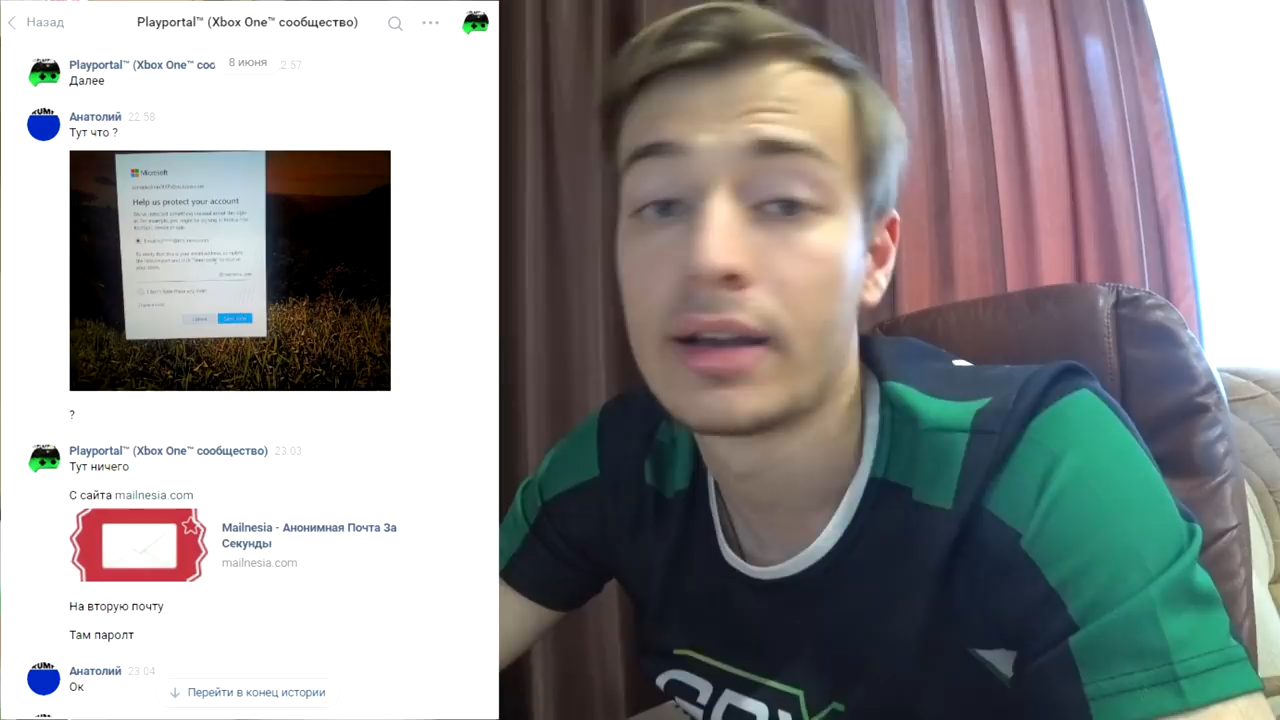 Назад
Playportal™ (Xbox One™ сообщество)
Playportal™ (Xbox One™ соо
8 июня
2:57
Далее
Анатолий 22:58
Тут что ?
Microsoft
Help us protect your account
?
Playportal™ (Xbox One™ сообщество) 23:03
Тут ничего
С сайта mailnesia.com
Mailnesia - Анонимная Почта За
Секунды
mailnesia.com
На вторую почту
Там паролт
Анатолий 23:04
Ок
Перейти в конец истории